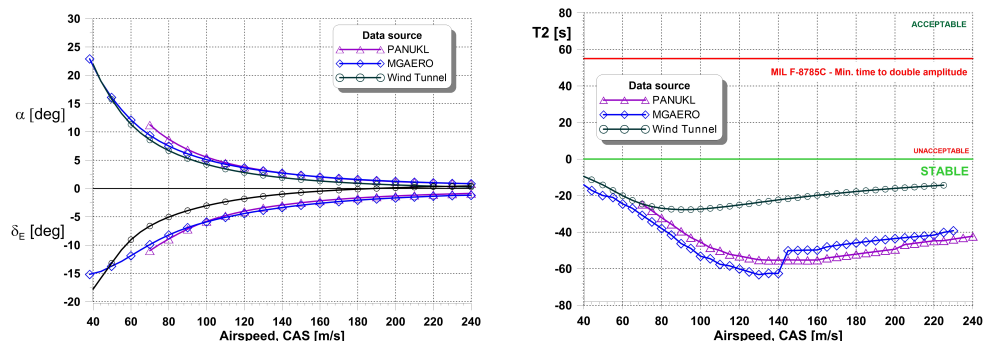 30
25
20
15
10
5
0
-5
-10
-15
-20
α [deg]
δE [deg]
Data source
PANUKL
MGAERO
Wind Tunnel
40 60 80 100 120 140 160 180 200 220 240
Airspeed, CAS [m/s]
80
60
40
20
0
-20
-40
-60
-80
T2 [s]
ACCEPTABLE
MIL F-8785C - Min. time to double amplitude
Data source
PANUKL
MGAERO
Wind Tunnel
UNACCEPTABLE
STABLE
40 60 80 100 120 140 160 180 200 220 240
Airspeed, CAS [m/s]